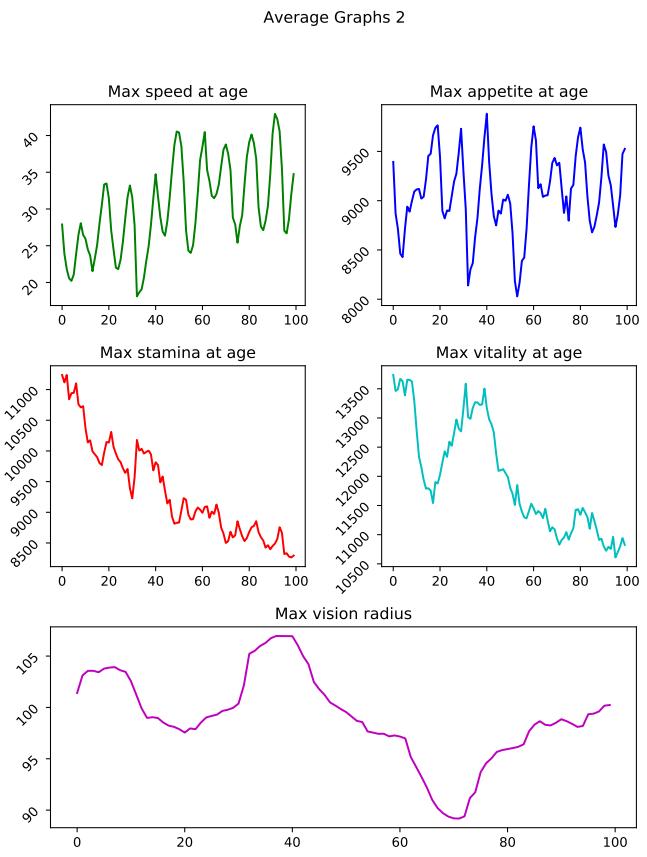 Average Graphs 2
Max speed at age
40
35
30
25
20
0 20 40 60 80 100
Max appetite at age
9500
9000
8500
8000
0 20 40 60 80 100
Max stamina at age
11000
10500
10000
9500
9000
8500
0 20 40 60 80 100
Max vitality at age
13500
13000
12500
12000
11500
11000
10500
0 20 40 60 80 100
Max vision radius
105
100
95
90
0 20 40 60 80 100